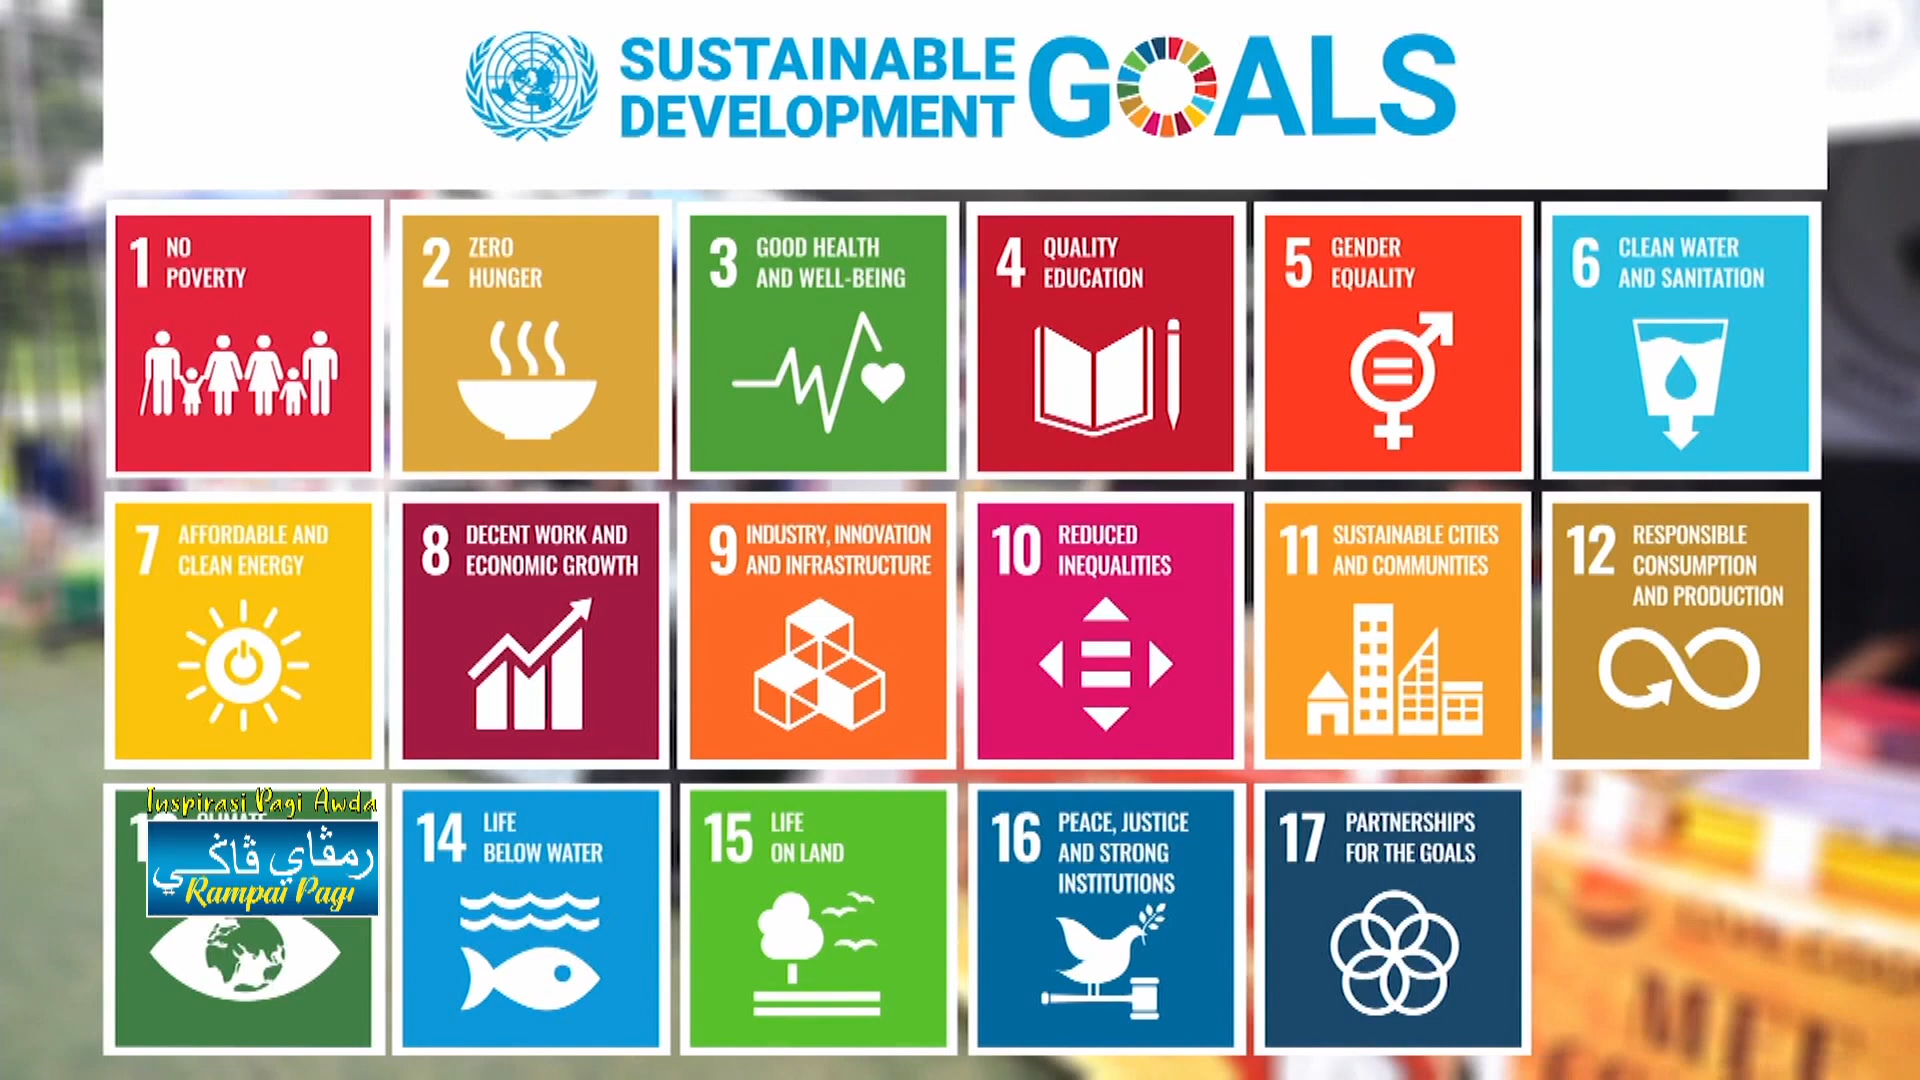 SUSTAINABLE
DEVELOPMENT
GOALS
1 NO
POVERTY
2 ZERO
HUNGER
3 GOOD HEALTH
AND WELL-BEING
4 QUALITY
EDUCATION
5 GENDER
EQUALITY
6 CLEAN WATER
AND SANITATION
7 AFFORDABLE AND
CLEAN ENERGY
8 DECENT WORK AND
ECONOMIC GROWTH
9 INDUSTRY, INNOVATION
AND INFRASTRUCTURE
10 REDUCED
INEQUALITIES
11 SUSTAINABLE CITIES
AND COMMUNITIES
12 RESPONSIBLE
CONSUMPTION
AND PRODUCTION
Inspirasi Pagi Awda
CLIMATE
رمڤاي ڤاݢي
Rampai Pagi
14 LIFE
BELOW WATER
15 LIFE
ON LAND
16 PEACE, JUSTICE
AND STRONG
INSTITUTIONS
17 PARTNERSHIPS
FOR THE GOALS